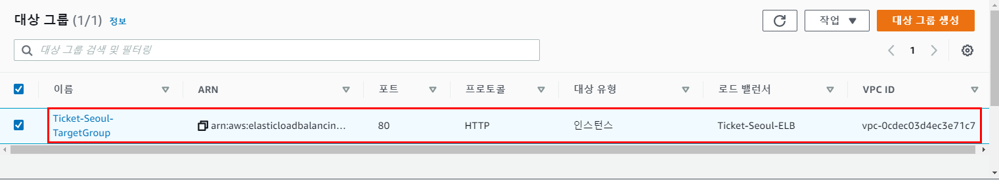 대상 그룹 (1/1) 정보
작업
대상 그룹 생성
대상 그룹 검색 및 필터링
1
이름 ARN 포트 프로토콜 대상 유형 로드 밸런서 VPC ID
Ticket-Seoul-
TargetGroup
arn:aws:elasticloadbalancin... 80 HTTP 인스턴스 Ticket-Seoul-ELB vpc-0cdec03d4ec3e71c7